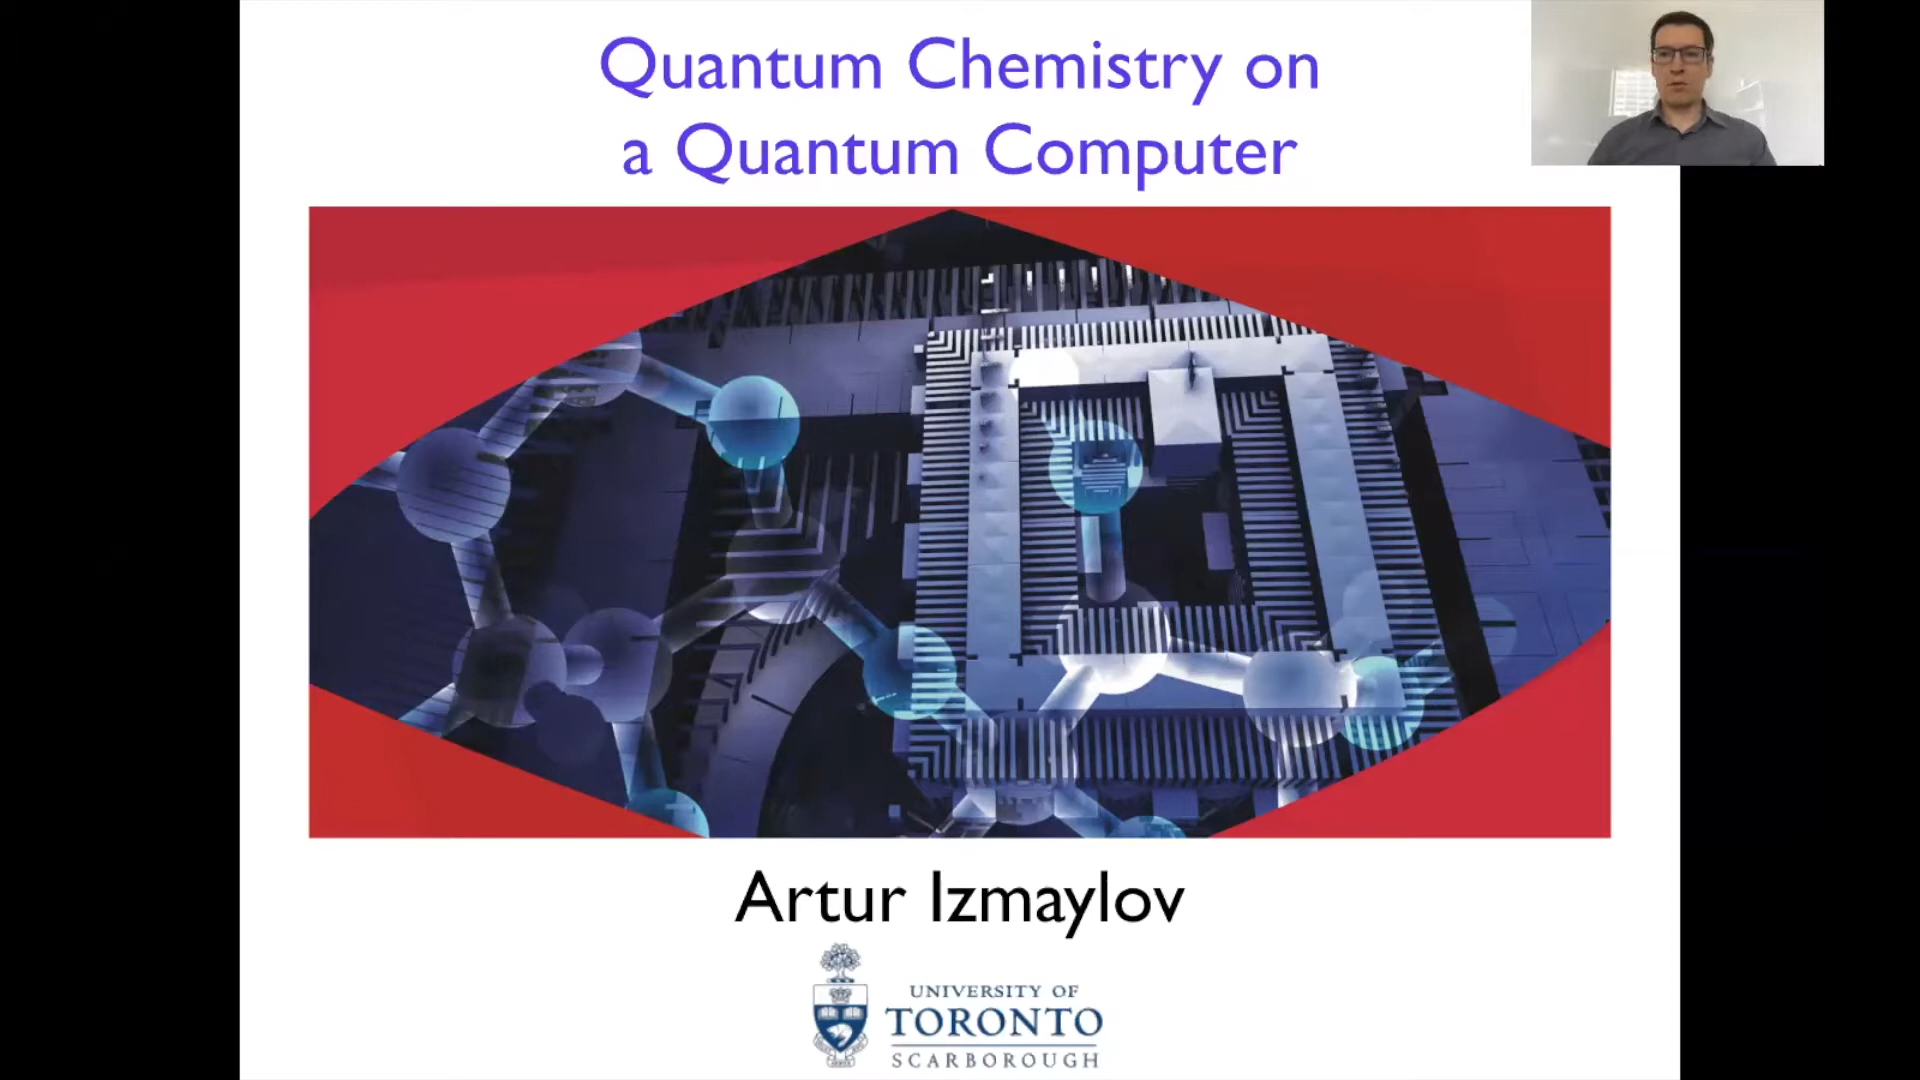 Quantum Chemistry on
a Quantum Computer
Artur Izmaylov
UNIVERSITY OF
TORONTO
SCARBOROUGH